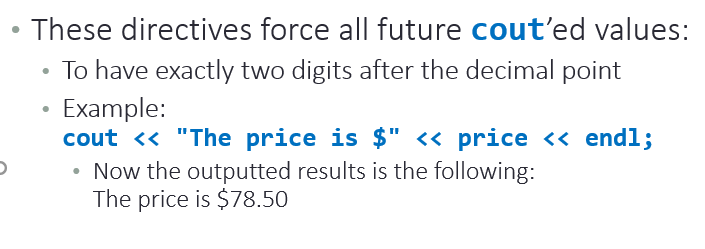 • These directives force all future cout'ed values:
• To have exactly two digits after the decimal point
• Example:
cout << "The price is $" << price << endl;
• Now the outputted results is the following:
The price is $78.50